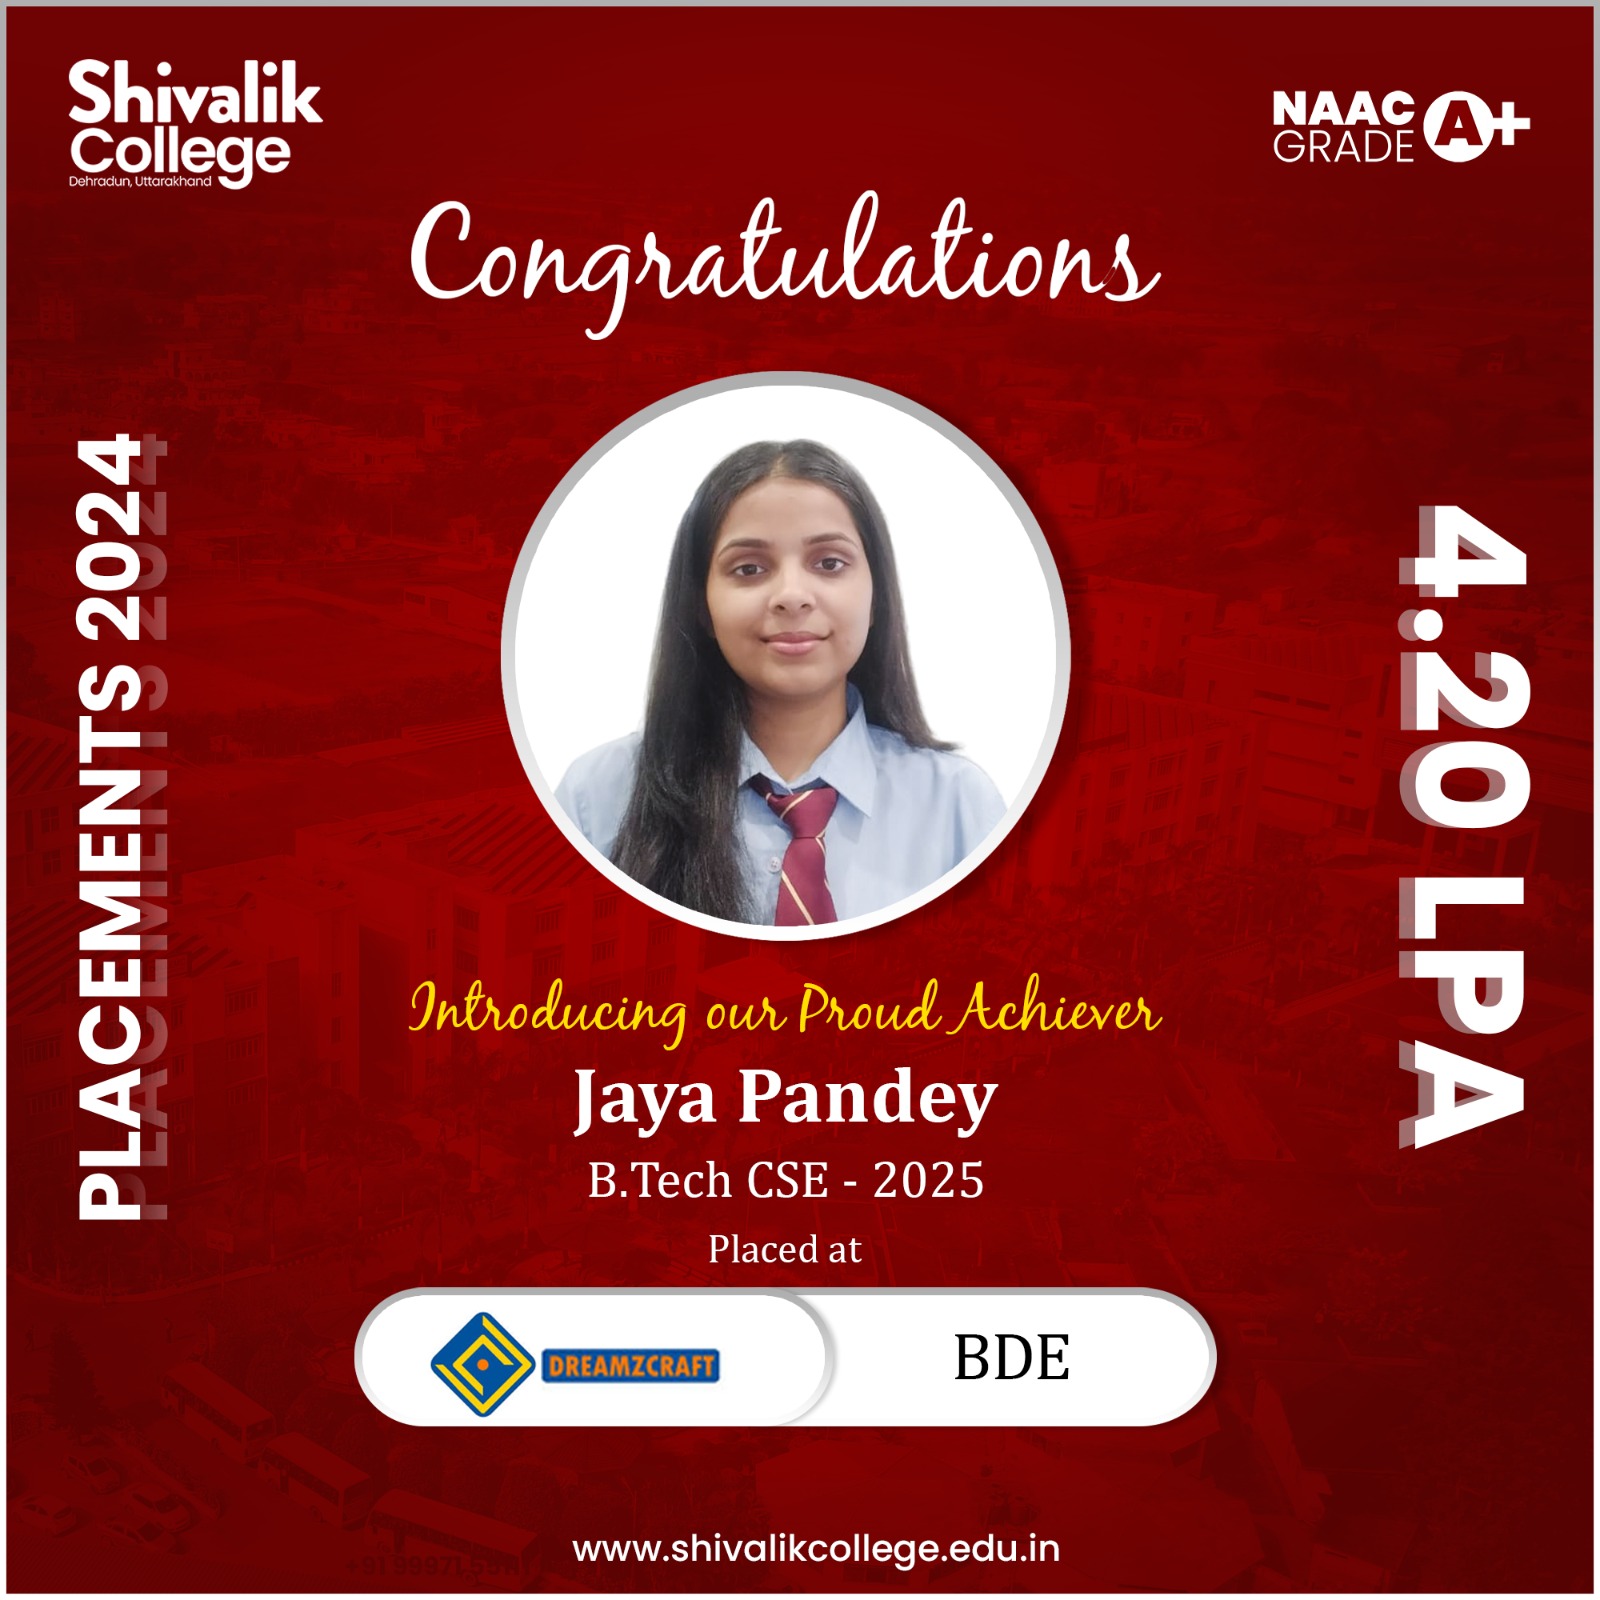 Shivalik
College
Dehradun, Uttarakhand
NAAC
GRADE A+
Congratulations
PLACEMENTS 2024
4.20 LPA
Introducing our Proud Achiever
Jaya Pandey
B.Tech CSE - 2025
Placed at
DREAMZCRAFT
BDE
www.shivalikcollege.edu.in